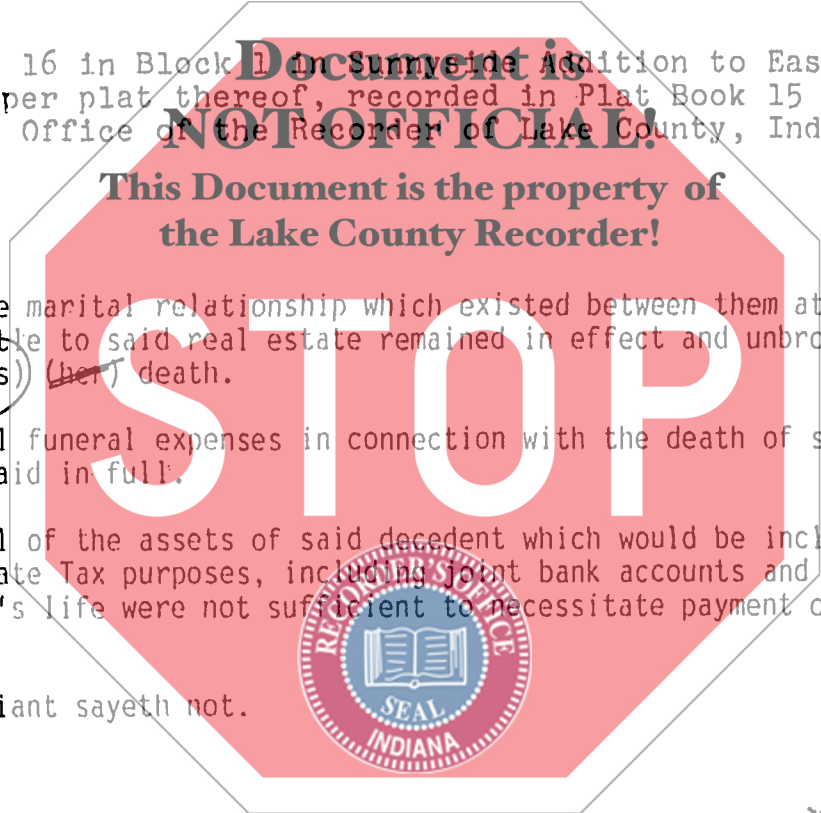 16 in Block 1 in Sunnyside Addition to Eas
per plat thereof, recorded in Plat Book 15
Office of the Recorder of Lake County, Ind
Document is
NOT OFFICIAL!
This Document is the property of
the Lake County Recorder!
e marital relationship which existed between them at
tle to said real estate remained in effect and unbro
s) (her) death.
STOP
l funeral expenses in connection with the death of s
aid in full.
l of the assets of said decedent which would be incl
ate Tax purposes, including joint bank accounts and
's life were not sufficient to necessitate payment o
RECORDER'S OFFICE
SEAL
INDIANA
iant sayeth not.